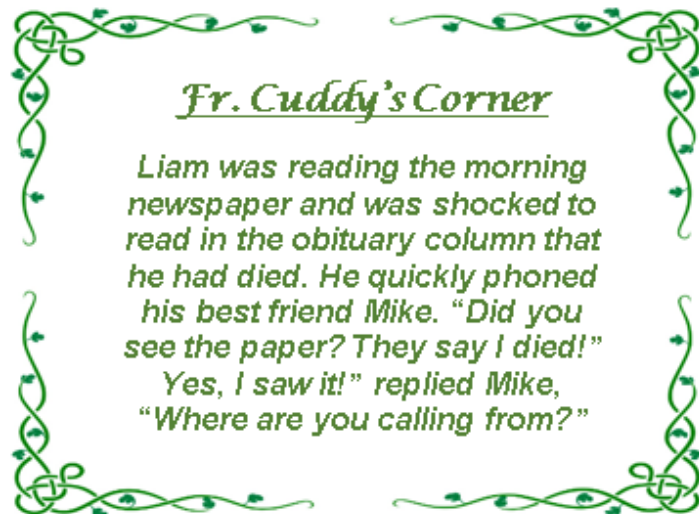 Fr. Cuddy's Corner
Liam was reading the morning
newspaper and was shocked to
read in the obituary column that
he had died. He quickly phoned
his best friend Mike. “Did you
see the paper? They say I died!”
Yes, I saw it!” replied Mike,
“Where are you calling from?”